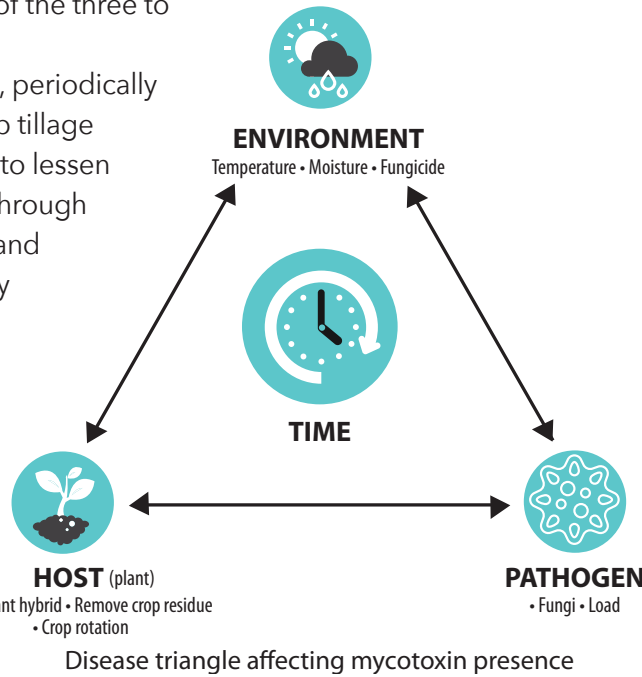 of the three to
, periodically
tillage
to lessen
hrough
and
ENVIRONMENT
Temperature • Moisture • Fungicide
TIME
HOST (plant)
hybrid • Remove crop residue
• Crop rotation
PATHOGEN
• Fungi • Load
Disease triangle affecting mycotoxin presence